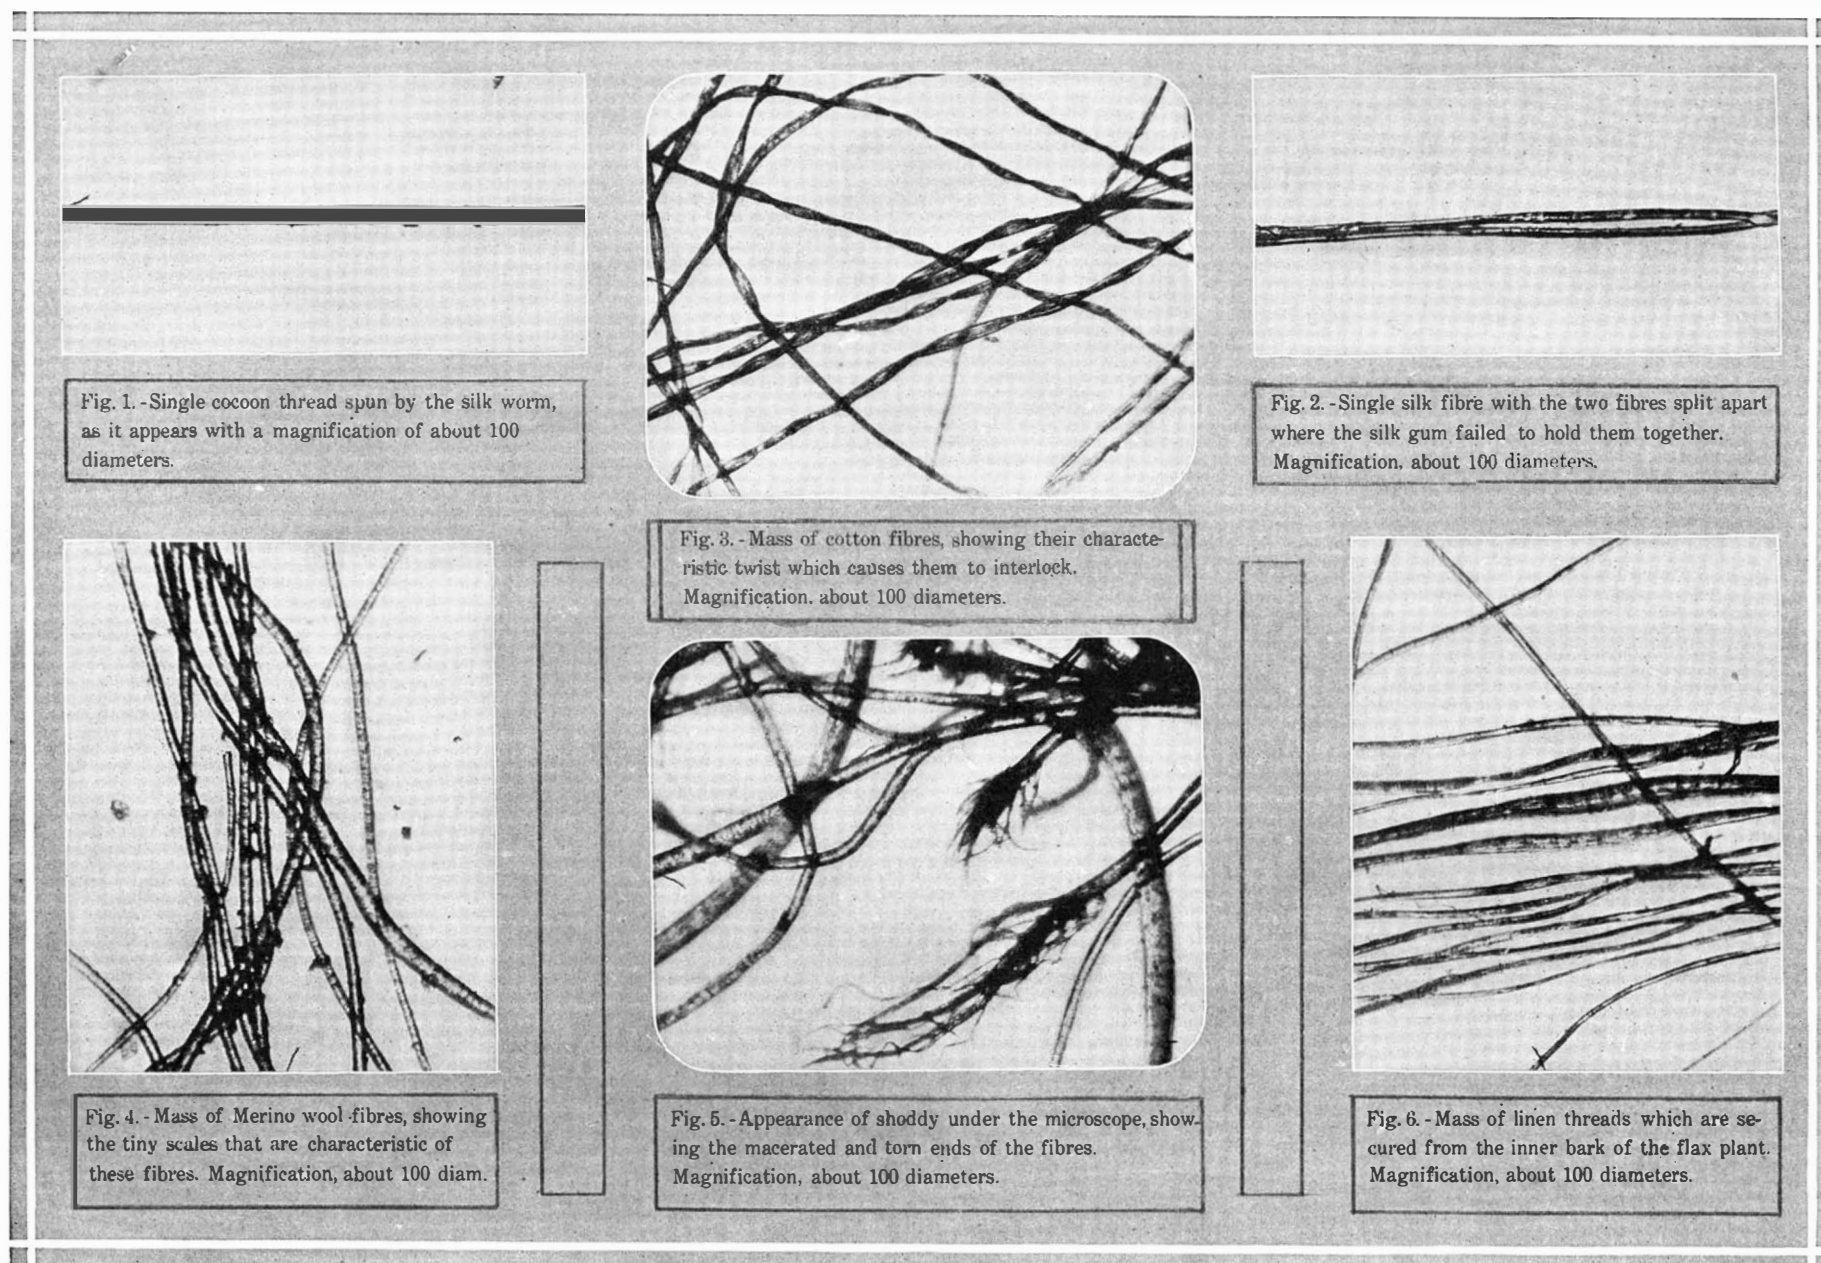 Fig. 1. - Single cocoon thread spun by the silk worm,
as it appears with a magnification of about 100
diameters.
Fig. 2. - Single silk fibre with the two fibres split apart
where the silk gum failed to hold them together.
Magnification, about 100 diameters.
Fig. 3. - Mass of cotton fibres, showing their characte-
ristic twist which causes them to interlock.
Magnification. about 100 diameters.
Fig. 4. - Mass of Merino wool fibres, showing
the tiny scales that are characteristic of
these fibres. Magnification, about 100 diam.
Fig. 5. - Appearance of shoddy under the microscope, show-
ing the macerated and torn ends of the fibres.
Magnification, about 100 diameters.
Fig. 6. - Mass of linen threads which are se-
cured from the inner bark of the flax plant.
Magnification, about 100 diameters.